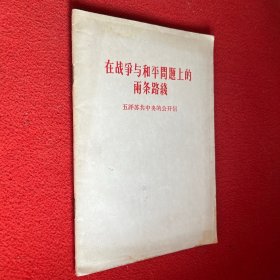 在战爭与和平問題上的
兩条路綫
五評苏共中央的公开信